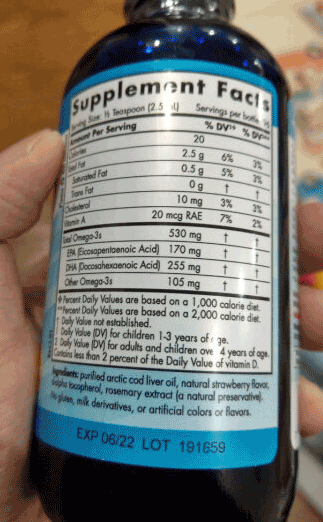 Supplement Facts
Serving Size: ½ Teaspoon (2.5 ml) Servings per bottle
Amount Per Serving % DV** % DV***
Calories 20
Total Fat 2.5 g 6% 3%
Saturated Fat 0.5 g 5% 3%
Trans Fat 0 g † †
Cholesterol 10 mg 3% 3%
Vitamin A 20 mcg RAE 7% 2%
Total Omega-3s 530 mg † †
EPA (Eicosapentaenoic Acid) 170 mg † †
DHA (Docosahexaenoic Acid) 255 mg † †
Other Omega-3s 105 mg † †
Percent Daily Values are based on a 1,000 calorie diet.
Percent Daily Values are based on a 2,000 calorie diet.
Daily Value not established.
Daily Value (DV) for children 1-3 years of age.
Daily Value (DV) for adults and children over 4 years of age.
Contains less than 2 percent of the Daily Value of vitamin D.
Ingredients: purified arctic cod liver oil, natural strawberry flavor,
d-alpha tocopherol, rosemary extract (a natural preservative).
No gluten, milk derivatives, or artificial colors or flavors.
EXP 06/22 LOT 191659